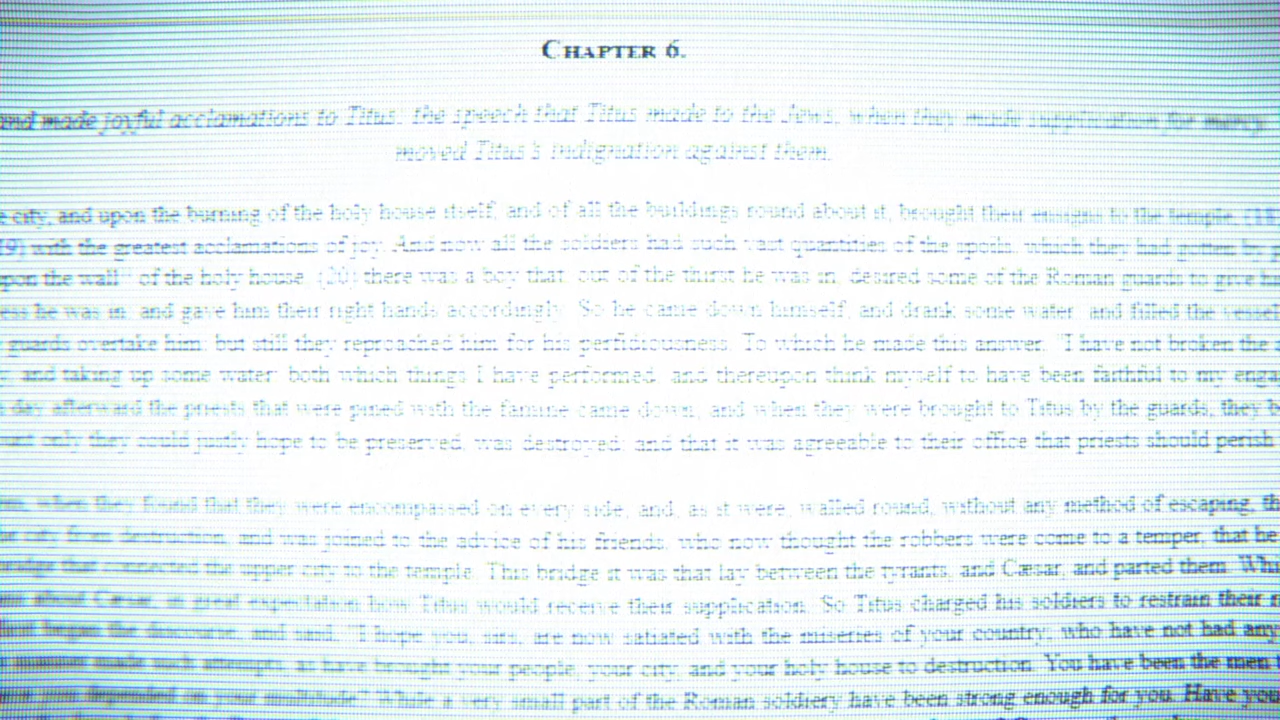 CHAPTER 6.
and made joyful acclamations to Titus. the speech that Titus made to the Jews, when they made supplication for mercy.
moved Titus's indignation against them.
city, and upon the burning of the holy house itself, and of all the buildings round about it, brought their ensigns to the temple, (18
9) with the greatest acclamations of joy. And now all the soldiers had such vast quantities of the spoils which they had gotten by
upon the wall of the holy house. (20) there was a boy that, out of the thirst he was in, desired some of the Roman guards to give
he was in, and gave him their right hands accordingly. So he came down himself, and drank some water, and filled the vessel
guards overtake him; but still they reproached him for his perfidiousness. To which he made this answer: "I have not broken the
and taking up some water; both which things I have performed, and thereupon think myself to have been faithful to my
day afterward the priests that were pined with the famine came down, and when they were brought to Titus by the guards, they
only they could justly hope to be preserved, was destroyed; and that it was agreeable to their office that priests should perish
when they found that they were encompassed on every side, and, as it were, walled round, without any method of escaping,
city from destruction, and was joined to the advice of his friends, who now thought the robbers were come to a temper, that he
bridge that connected the upper city to the temple. This bridge it was that lay between the tyrants, and Cæsar, and parted them.
about Cæsar, in great expectation how Titus would receive their supplication. So Titus charged his soldiers to restrain their
began the discourse, and said, "I hope you, sirs, are now satiated with the miseries of your country, who have not had any
manner made such attempts, as have brought your people, your city, and your holy house to destruction. You have been the men
you depended on your multitude? While a very small part of the Roman soldiery have been strong enough for you. Have you